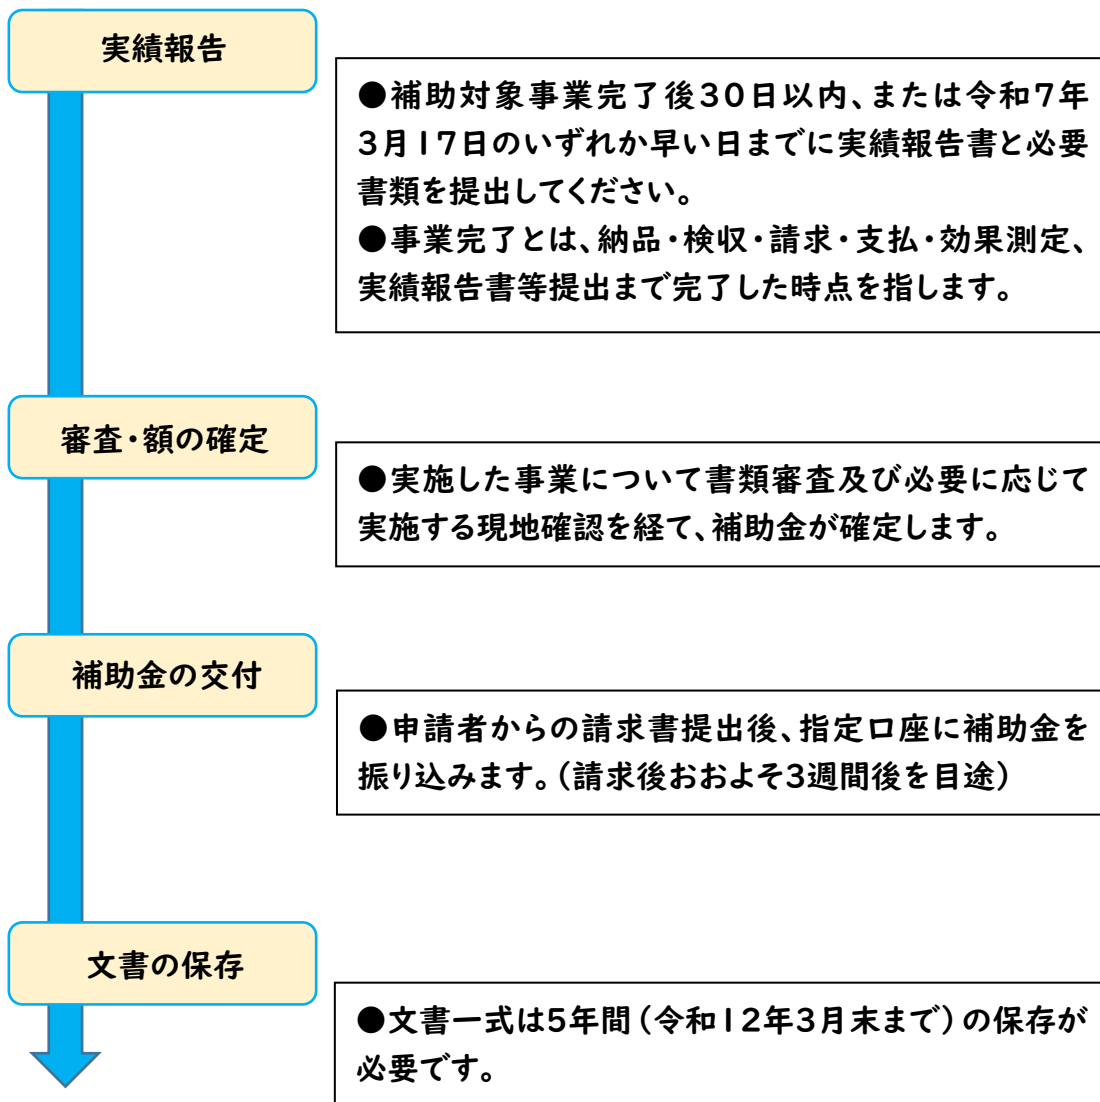 実績報告
●補助対象事業完了後30日以内、または令和7年
3月17日のいずれか早い日までに実績報告書と必要
書類を提出してください。
●事業完了とは、納品・検収・請求・支払・効果測定、
実績報告書等提出まで完了した時点を指します。
審査・額の確定
●実施した事業について書類審査及び必要に応じて
実施する現地確認を経て、補助金が確定します。
補助金の交付
●申請者からの請求書提出後、指定口座に補助金を
振り込みます。（請求後おおよそ3週間後を目途）
文書の保存
●文書一式は5年間（令和12年3月末まで）の保存が
必要です。